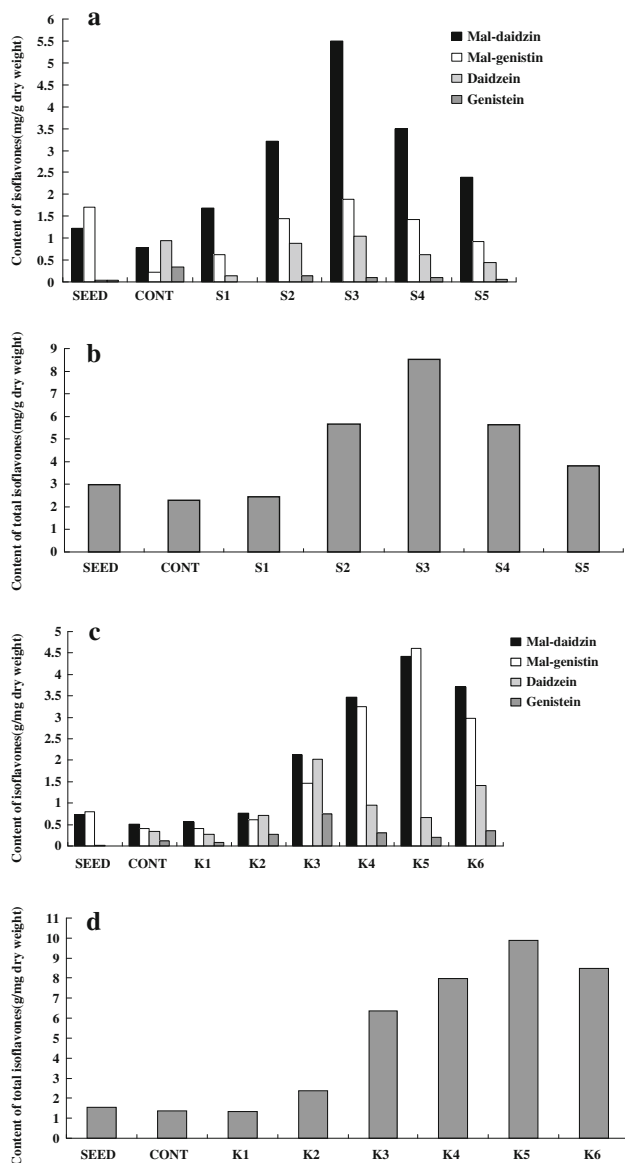 a
Content of isoflavones(mg/g dry weight)
6
5.5
5
4.5
4
3.5
3
2.5
2
1.5
1
0.5
0
Mal-daidzin
Mal-genistin
Daidzein
Genistein
SEED CONT S1 S2 S3 S4 S5
b
Content of total isoflavones(mg/g dry weight)
9
8
7
6
5
4
3
2
1
0
SEED CONT S1 S2 S3 S4 S5
c
Content of isoflavones(g/mg dry weight)
5
4.5
4
3.5
3
2.5
2
1.5
1
0.5
0
Mal-daidzin
Mal-genistin
Daidzein
Genistein
SEED CONT K1 K2 K3 K4 K5 K6
d
Content of total isoflavones(g/mg dry weight)
11
10
9
8
7
6
5
4
3
2
1
0
SEED CONT K1 K2 K3 K4 K5 K6